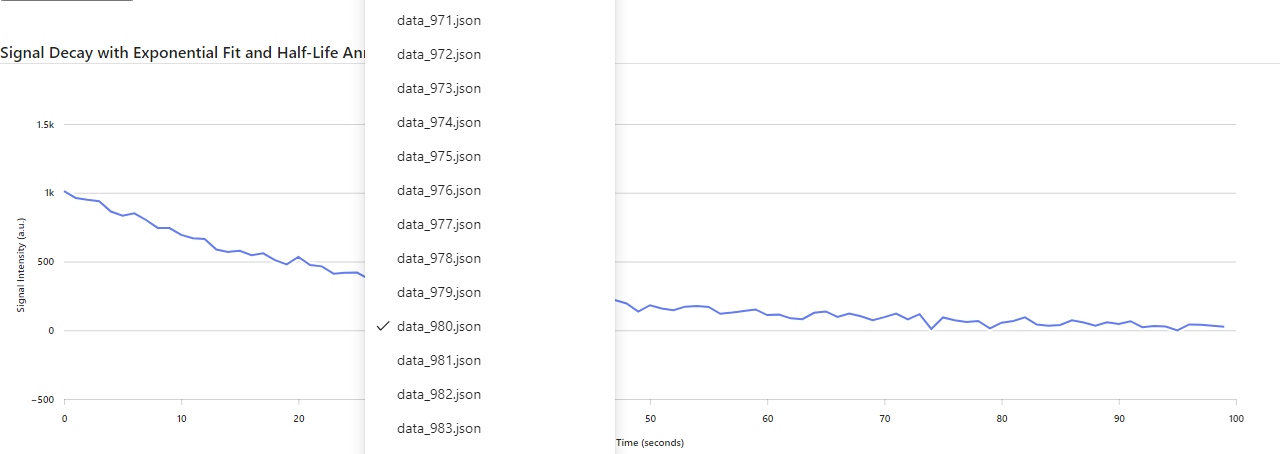 Signal Decay with Exponential Fit and Half-Life
data_971.json
data_972.json
data_973.json
data_974.json
data_975.json
data_976.json
data_977.json
data_978.json
data_979.json
data_980.json
data_981.json
data_982.json
data_983.json
Signal Intensity (a.u.)
1.5k
1k
500
0
−500
0
10
20
50
60
70
80
90
100
Time (seconds)